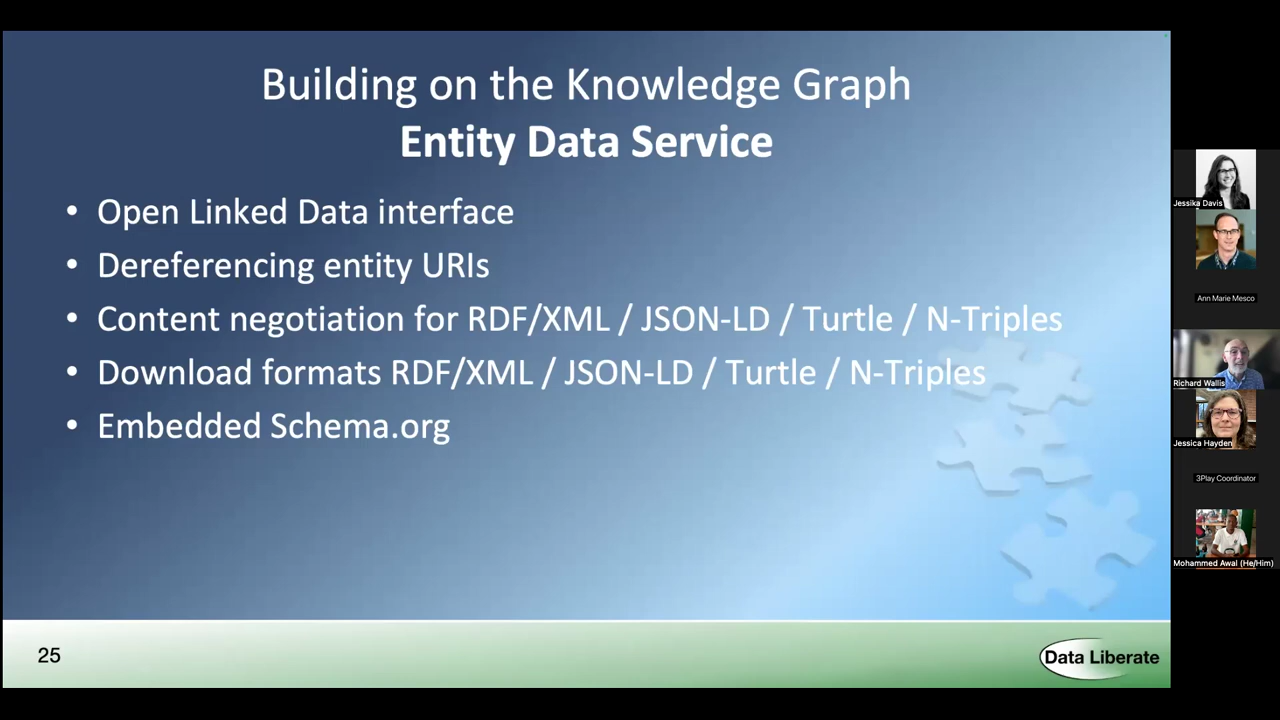 Building on the Knowledge Graph
Entity Data Service
• Open Linked Data interface
• Dereferencing entity URIs
• Content negotiation for RDF/XML / JSON-LD / Turtle / N-Triples
• Download formats RDF/XML / JSON-LD / Turtle / N-Triples
• Embedded Schema.org
25
Data Liberate
Jessika Davis
Ann Marie Mesco
Richard Wallis
Jessica Hayden
3Play Coordinator
Mohammed Awal (He/Him)